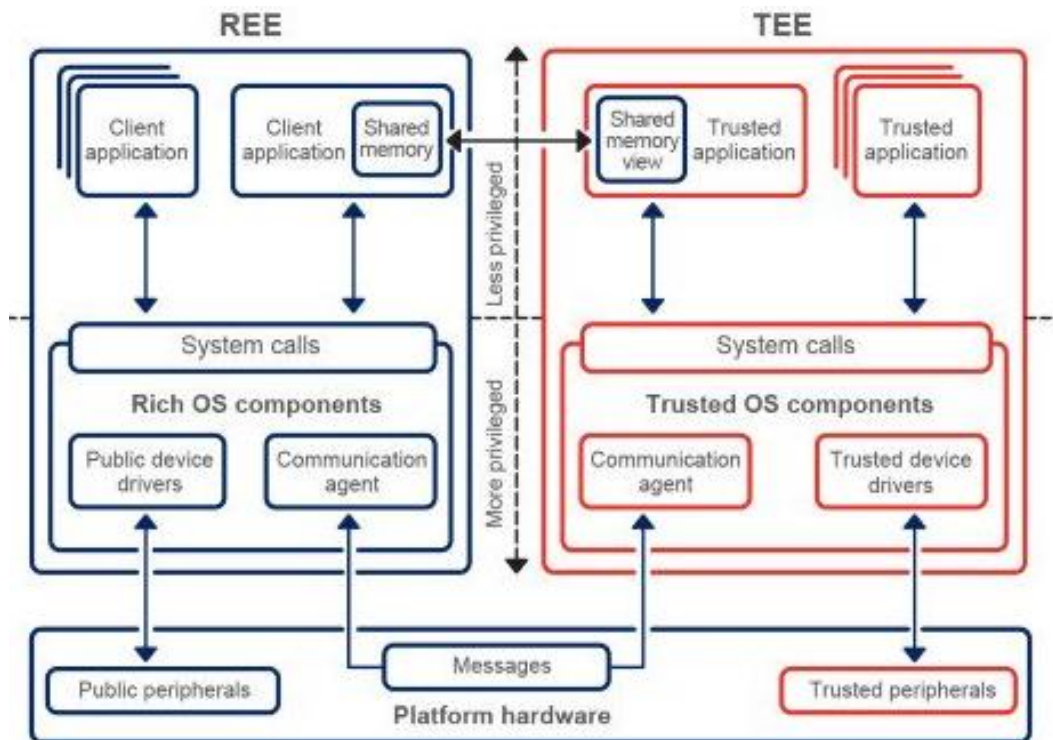 REE
TEE
Client
application
Client
application
Shared
memory
Shared
memory
view
Trusted
application
Trusted
application
Less privileged
System calls
System calls
Rich OS components
Trusted OS components
More privileged
Public device
drivers
Communication
agent
Communication
agent
Trusted device
drivers
Messages
Public peripherals
Trusted peripherals
Platform hardware